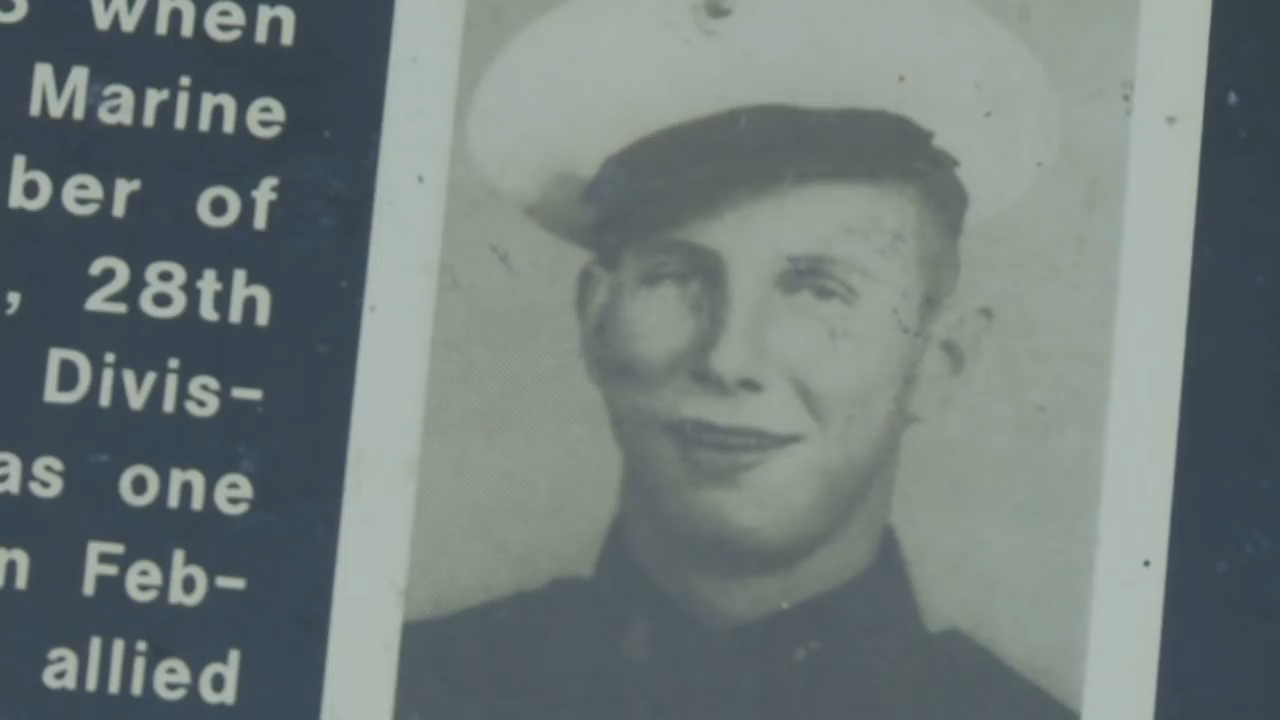 when
Marine
ber of
, 28th
Divis-
as one
n Feb-
allied